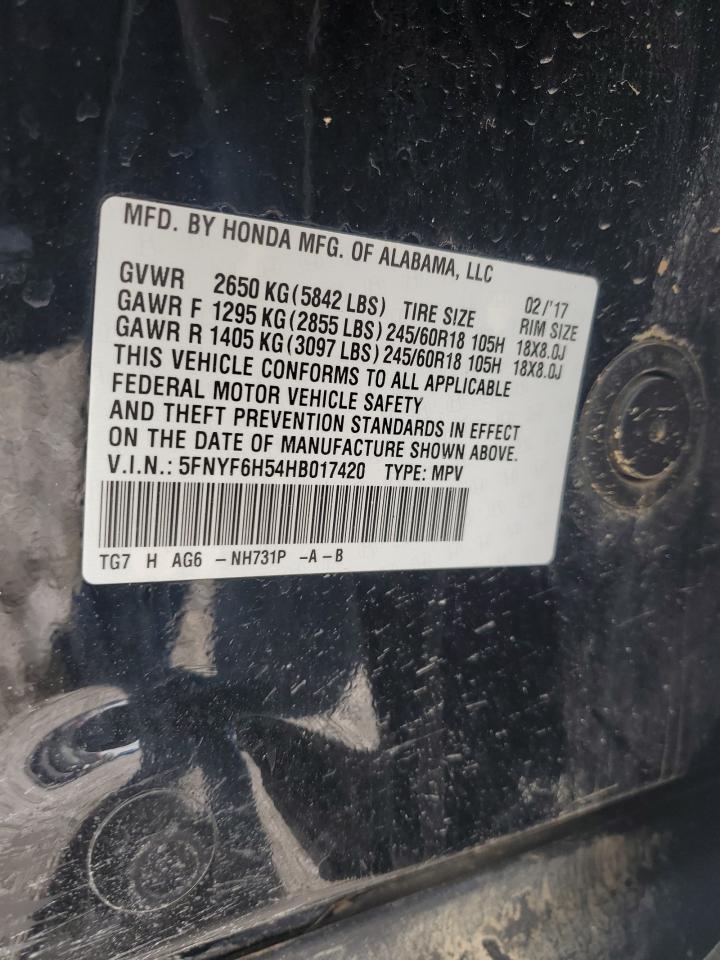 MFD. BY HONDA MFG. OF ALABAMA, LLC
02/'17
GVWR 2650 KG (5842 LBS) TIRE SIZE RIM SIZE
GAWR F 1295 KG (2855 LBS) 245/60R18 105H 18X8.0J
GAWR R 1405 KG (3097 LBS) 245/60R18 105H 18X8.0J
THIS VEHICLE CONFORMS TO ALL APPLICABLE
FEDERAL MOTOR VEHICLE SAFETY
AND THEFT PREVENTION STANDARDS IN EFFECT
ON THE DATE OF MANUFACTURE SHOWN ABOVE.
V.I.N.: 5FNYF6H54HB017420 TYPE: MPV
TG7 H AG6 – NH731P – A – B